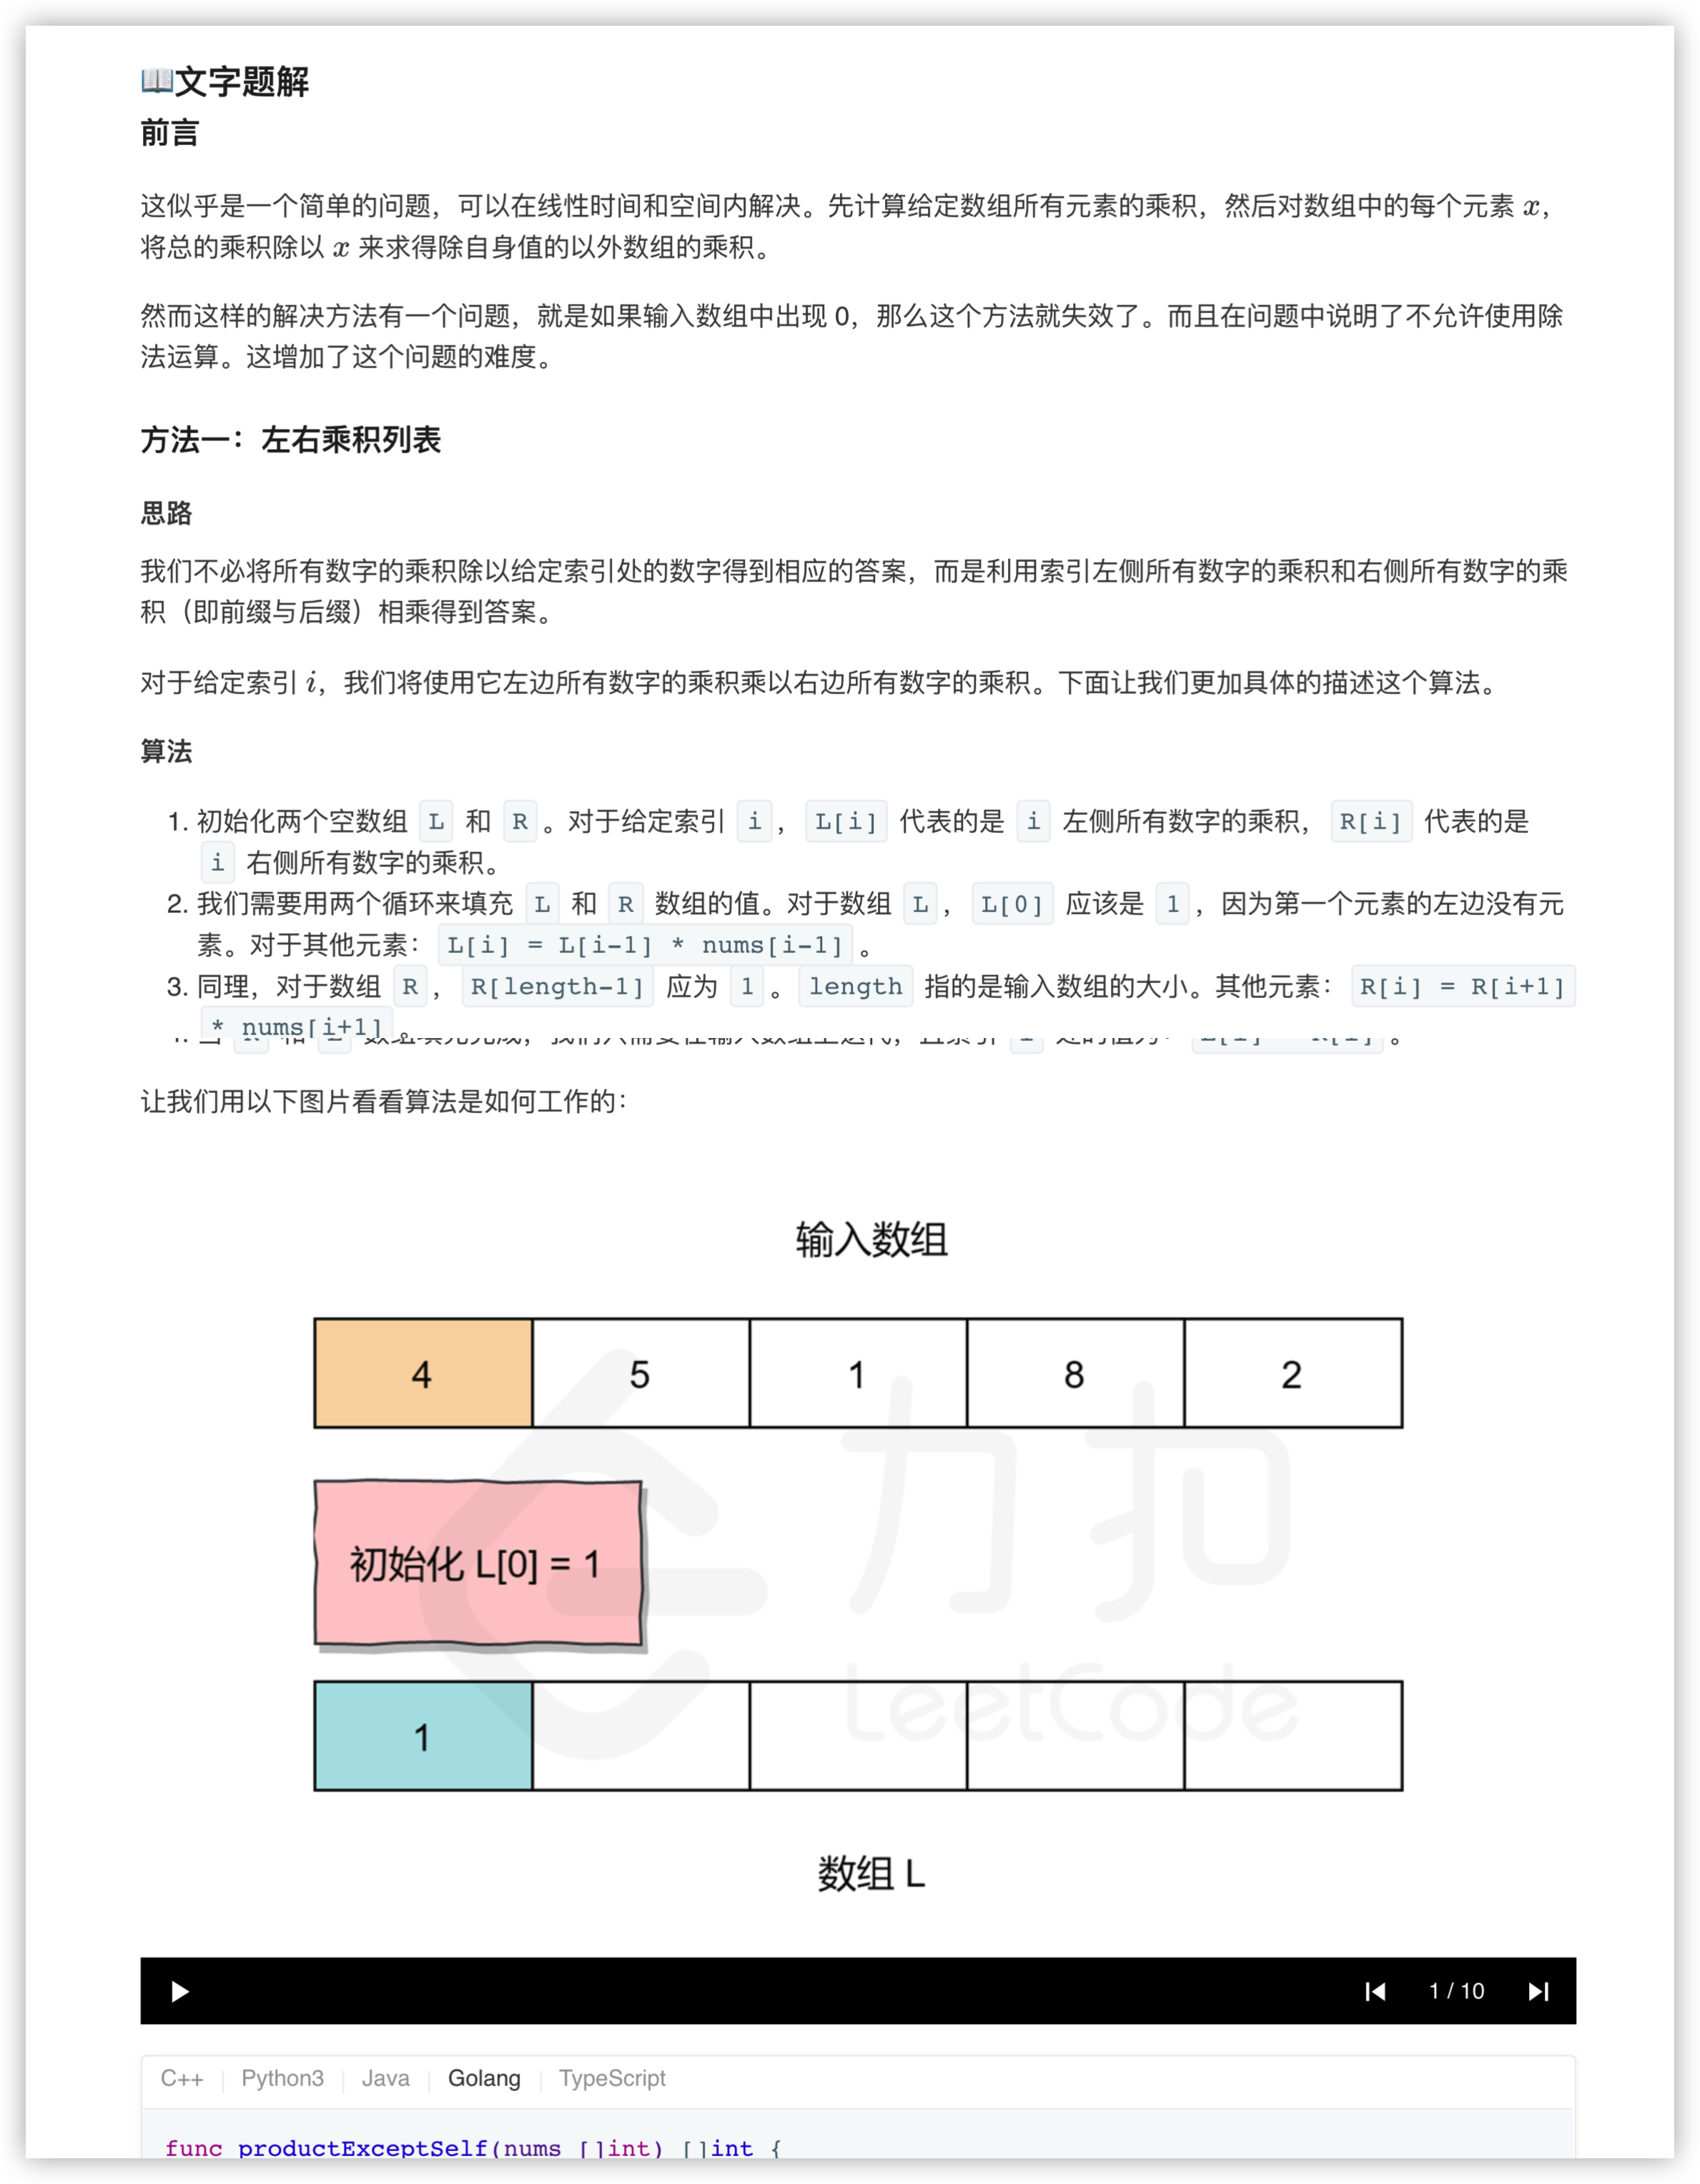 📖文字题解
前言
这似乎是一个简单的问题，可以在线性时间和空间内解决。先计算给定数组所有元素的乘积，然后对数组中的每个元素 x，
将总的乘积除以 x 来求得除自身值的以外数组的乘积。
然而这样的解决方法有一个问题，就是如果输入数组中出现 0，那么这个方法就失效了。而且在问题中说明了不允许使用除
法运算。这增加了这个问题的难度。
方法一：左右乘积列表
思路
我们不必将所有数字的乘积除以给定索引处的数字得到相应的答案，而是利用索引左侧所有数字的乘积和右侧所有数字的乘
积（即前缀与后缀）相乘得到答案。
对于给定索引 i，我们将使用它左边所有数字的乘积乘以右边所有数字的乘积。下面让我们更加具体的描述这个算法。
算法
1. 初始化两个空数组 L 和 R 。对于给定索引 i ， L[i] 代表的是 i 左侧所有数字的乘积， R[i] 代表的是
i 右侧所有数字的乘积。
2. 我们需要用两个循环来填充 L 和 R 数组的值。对于数组 L ， L[0] 应该是 1 ，因为第一个元素的左边没有元
素。对于其他元素： L[i] = L[i-1] * nums[i-1] 。
3. 同理，对于数组 R ， R[length-1] 应为 1 。 length 指的是输入数组的大小。其他元素： R[i] = R[i+1]
* nums[i+1] 。
让我们用以下图片看看算法是如何工作的：
输入数组
4 5 1 8 2
初始化 L[0] = 1
1
数组 L
力扣
LeetCode
1 / 10
C++ Python3 Java Golang TypeScript
func productExceptSelf(nums []int) []int {